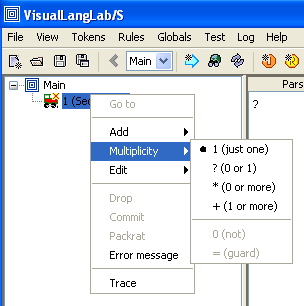 VisualLangLab/S
File View Tokens Rules Globals Test Log Help
Main
Main
Pars
1 (Sec
?
Go to
Add
Multiplicity
Edit
Drop
Commit
Packrat
Error message
Trace
1 (just one)
? (0 or 1)
* (0 or more)
+ (1 or more)
0 (not)
= (guard)